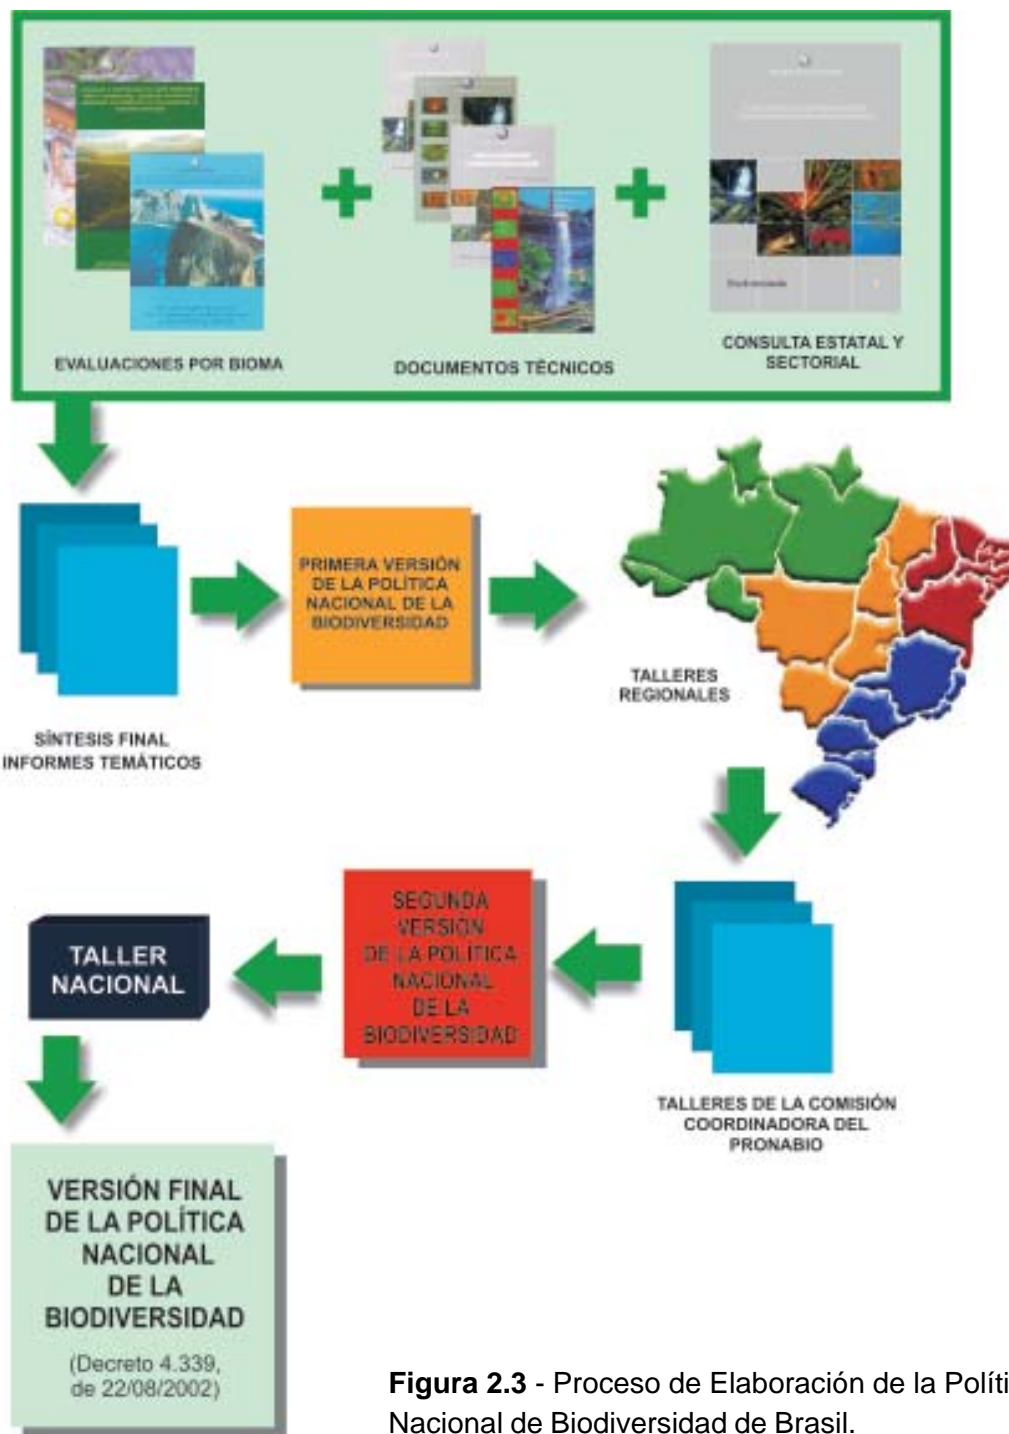 EVALUACIONES POR BIOMA
DOCUMENTOS TÉCNICOS
CONSULTA ESTATAL Y
SECTORIAL
PRIMERA VERSIÓN
DE LA POLÍTICA
NACIONAL DE LA
BIODIVERSIDAD
TALLERES
REGIONALES
SÍNTESIS FINAL
INFORMES TEMÁTICOS
TALLER
NACIONAL
SEGUNDA
VERSIÓN
DE LA POLÍTICA
NACIONAL
DE LA
BIODIVERSIDAD
TALLERES DE LA COMISIÓN
COORDINADORA DEL
PRONABIO
VERSIÓN FINAL
DE LA POLÍTICA
NACIONAL
DE LA
BIODIVERSIDAD
(Decreto 4.339,
de 22/08/2002)
Figura 2.3 - Proceso de Elaboración de la Políti
Nacional de Biodiversidad de Brasil.